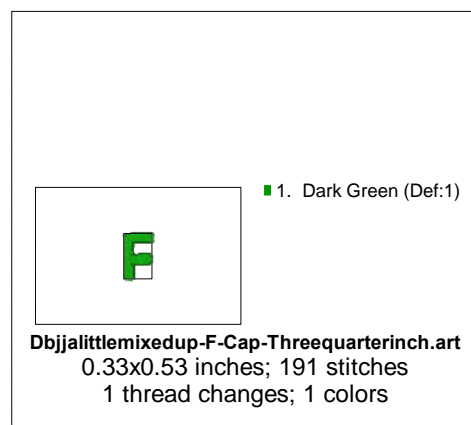 1. Dark Green (Def:1)
F
Dbjjalittlemixedup-F-Cap-Threequarterinch.art
0.33x0.53 inches; 191 stitches
1 thread changes; 1 colors